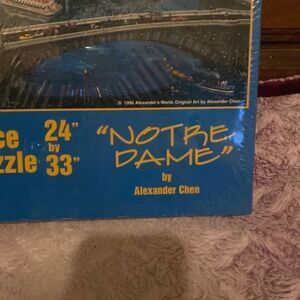 © 1996 Alexander's World. Original Art by Alexander Chen
ce 24" "NOTRE
by DAME"
zzle 33" by
Alexander Chen